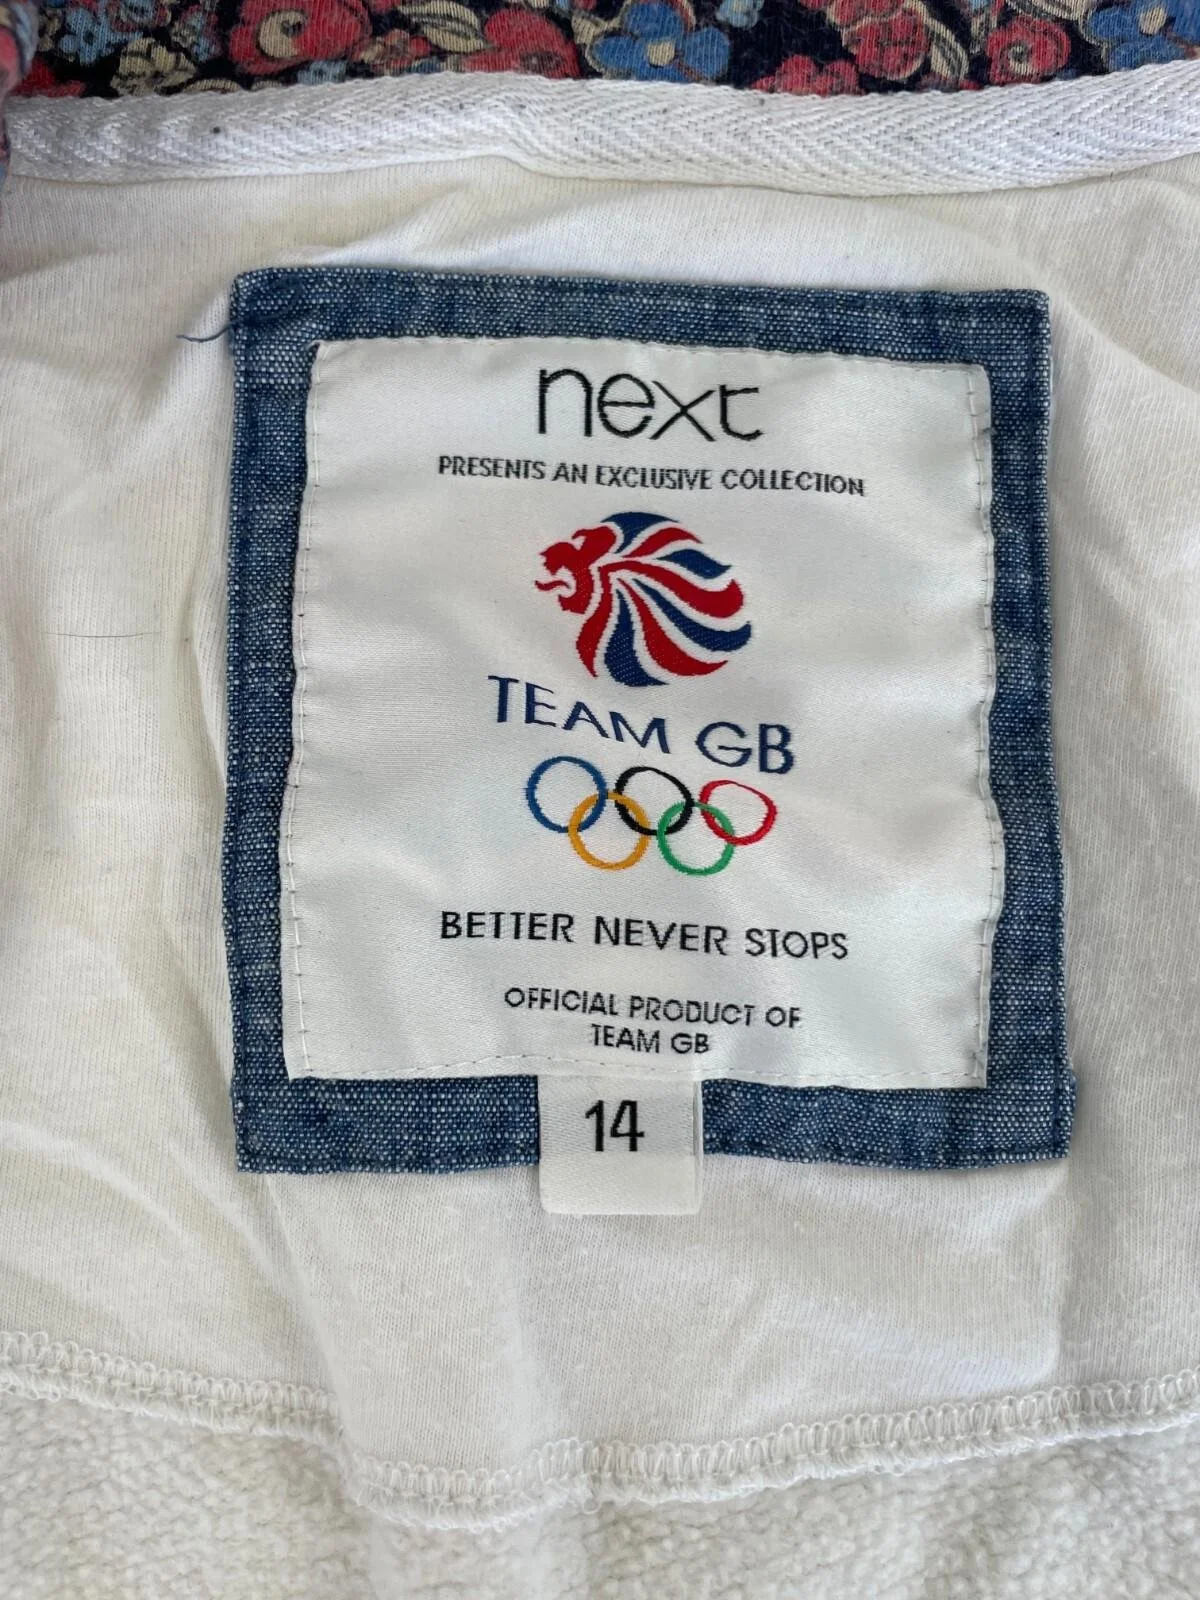 next
PRESENTS AN EXCLUSIVE COLLECTION
TEAM GB
BETTER NEVER STOPS
OFFICIAL PRODUCT OF
TEAM GB
14